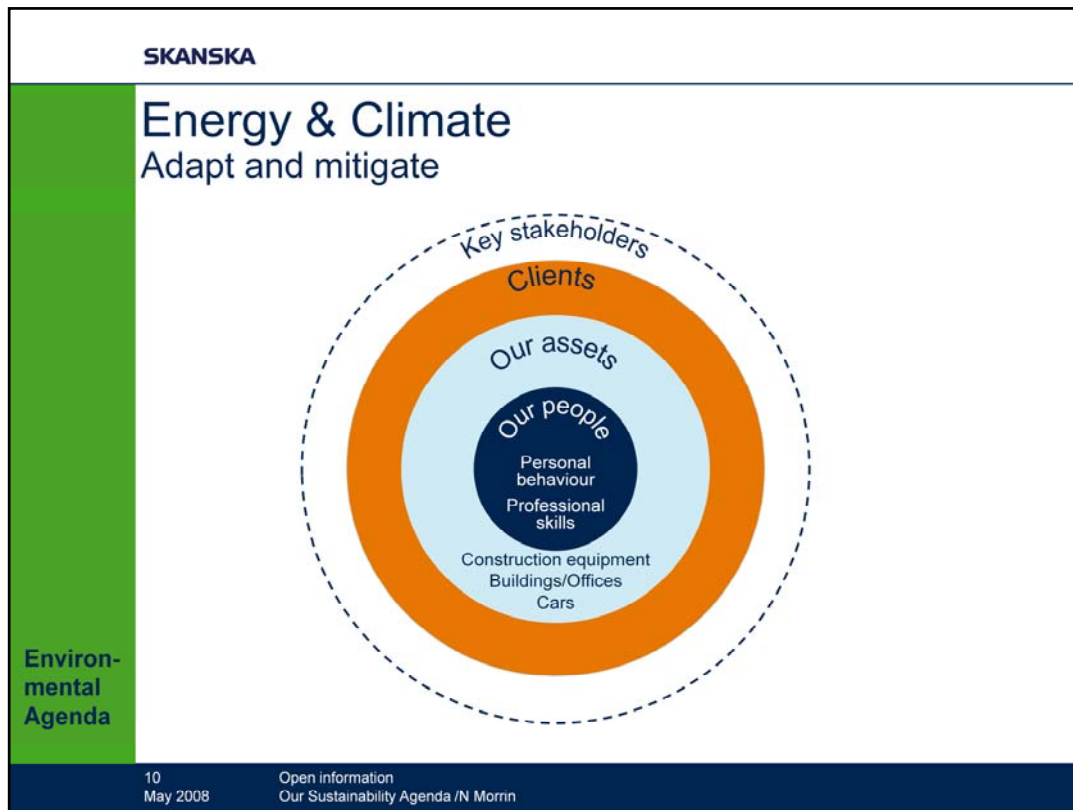 SKANSKA
Energy & Climate
Adapt and mitigate
Key stakeholders
Clients
Our assets
Our people
Personal
behaviour
Professional
skills
Construction equipment
Buildings/Offices
Cars
Environ-
mental
Agenda
10
Open information
May 2008
Our Sustainability Agenda /N Morrin